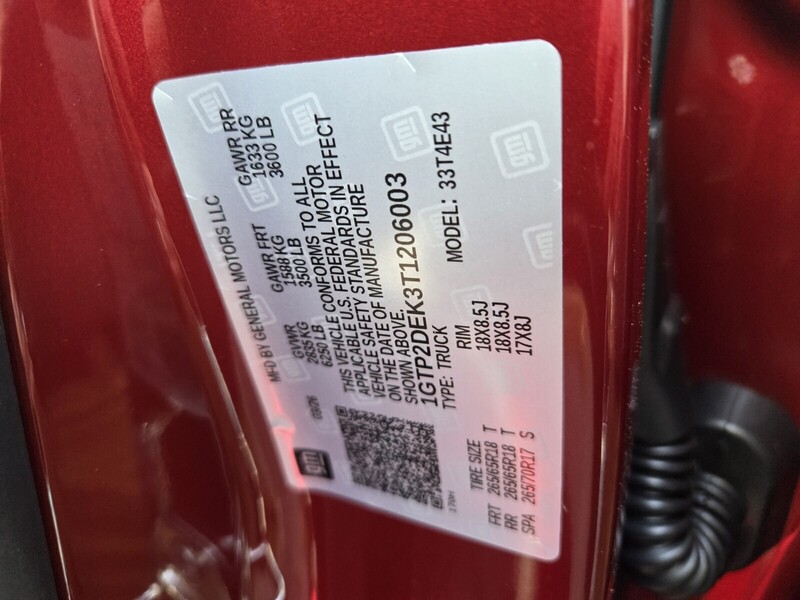 gm
MFD BY GENERAL MOTORS LLC
03/26
GVWR GAWR FRT GAWR RR
2835 KG 1588 KG 1633 KG
6250 LB 3500 LB 3600 LB
THIS VEHICLE CONFORMS TO ALL
APPLICABLE U.S. FEDERAL MOTOR
VEHICLE SAFETY STANDARDS IN EFFECT
ON THE DATE OF MANUFACTURE
SHOWN ABOVE.
1GTP2DEK3T1206003
TYPE: TRUCK MODEL: 33T4E43
TIRE SIZE RIM
FRT 265/65R18 T 18X8.5J
RR 265/65R18 T 18X8.5J
SPA 265/70R17 S 17X8J